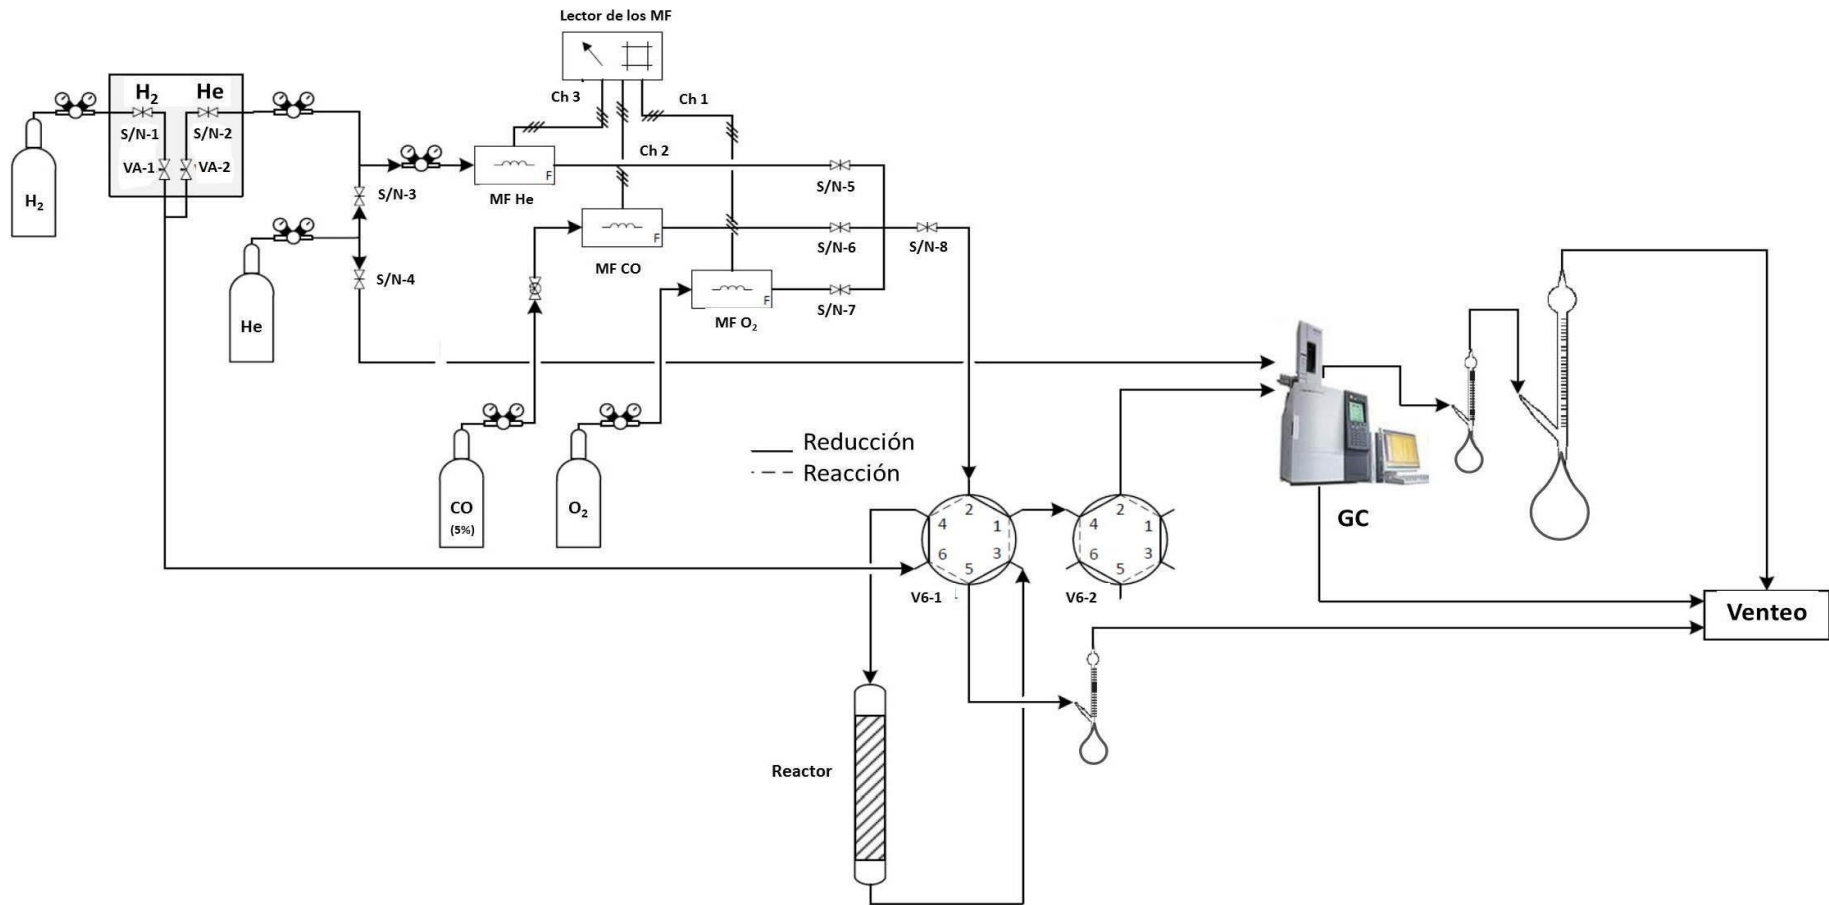 Lector de los MF
Ch 3
Ch 1
H₂
He
S/N-1
S/N-2
VA-1
VA-2
Ch 2
S/N-3
S/N-5
MF He
F
H₂
S/N-6
S/N-8
F
MF CO
S/N-4
F
S/N-7
MF O₂
He
Reducción
Reacción
CO
(5%)
O₂
2
4
1
6
3
5
V6-1
2
4
1
6
3
5
V6-2
GC
Venteo
Reactor